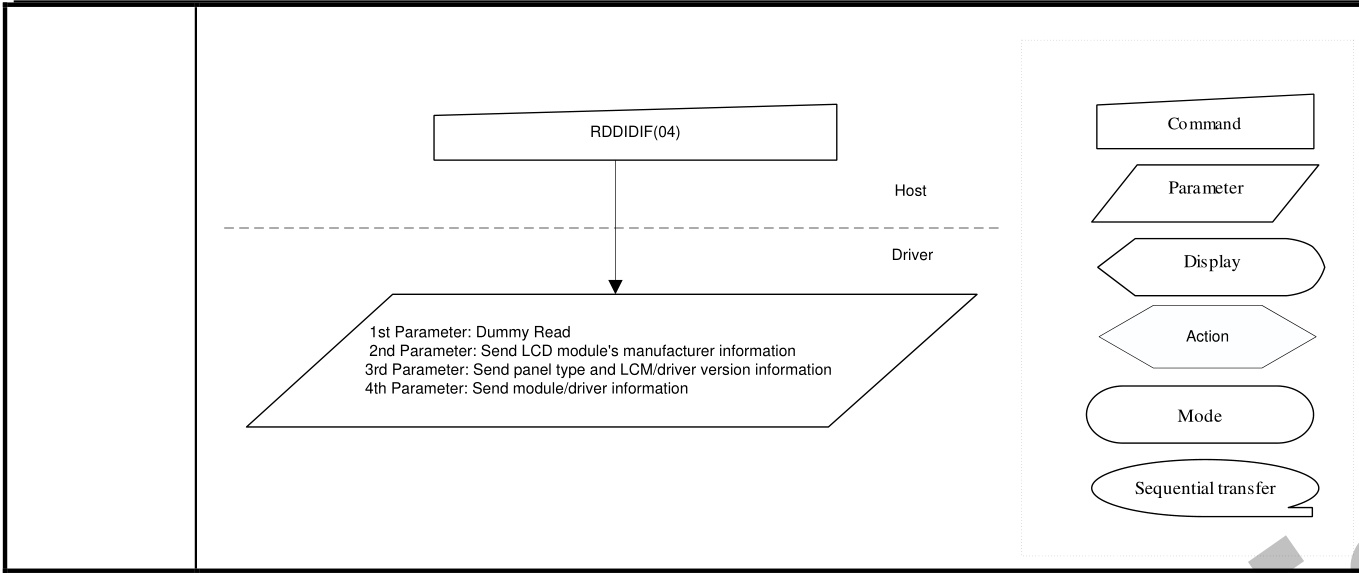 RDDIDIF(04)
Host
Driver
1st Parameter: Dummy Read
2nd Parameter: Send LCD module's manufacturer information
3rd Parameter: Send panel type and LCM/driver version information
4th Parameter: Send module/driver information
Command
Parameter
Display
Action
Mode
Sequential transfer